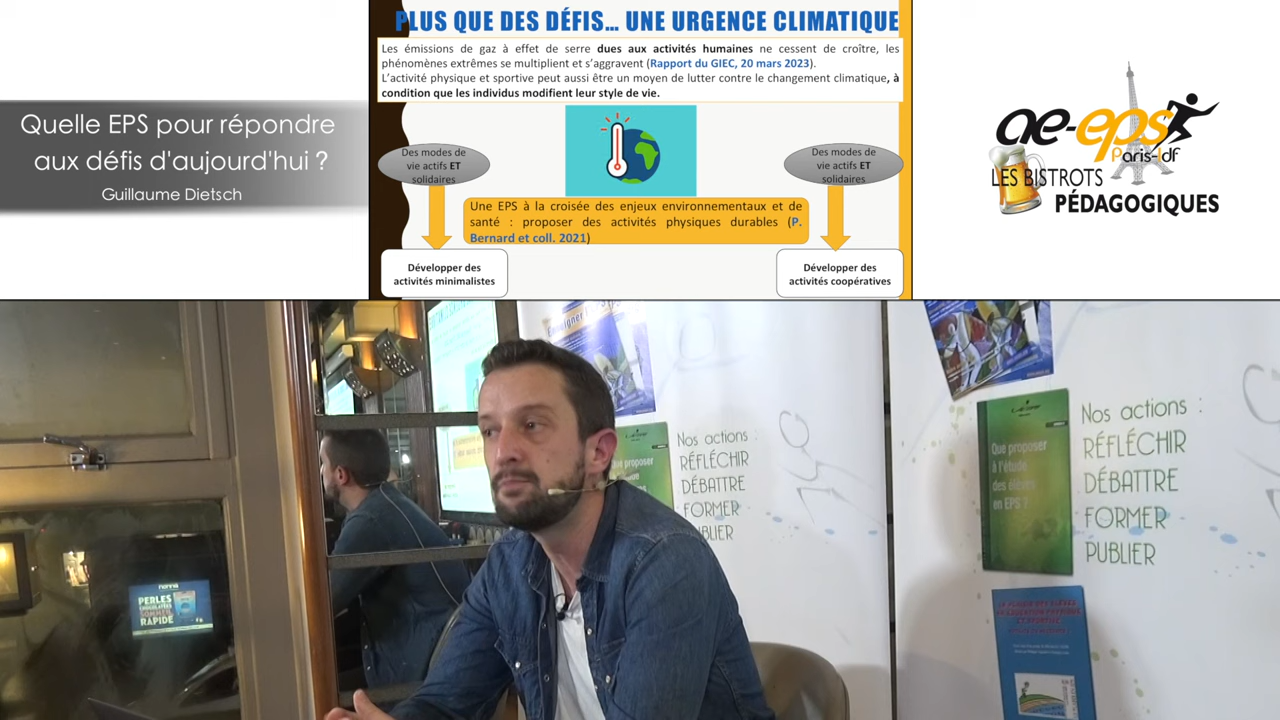 Quelle EPS pour répondre
aux défis d'aujourd'hui ?
Guillaume Dietsch
PLUS QUE DES DÉFIS... UNE URGENCE CLIMATIQUE
Les émissions de gaz à effet de serre dues aux activités humaines ne cessent de croître, les
phénomènes extrêmes se multiplient et s'aggravent (Rapport du GIEC, 20 mars 2023).
L'activité physique et sportive peut aussi être un moyen de lutter contre le changement climatique, à
condition que les individus modifient leur style de vie.
Des modes de
vie actifs ET
solidaires
Des modes de
vie actifs ET
solidaires
Une EPS à la croisée des enjeux environnementaux et de
santé : proposer des activités physiques durables (P.
Bernard et coll. 2021)
Développer des
activités minimalistes
Développer des
activités coopératives
ae-eps
Paris-idf
LES BISTROTS
PÉDAGOGIQUES
Nos actions :
RÉFLÉCHIR
DÉBATTRE
FORMER
PUBLIER
Que proposer
à l'étude
des élèves
en EPS ?
Nos actions :
RÉFLÉCHIR
DÉBATTRE
FORMER
PUBLIER
PERLES
RAPIDE